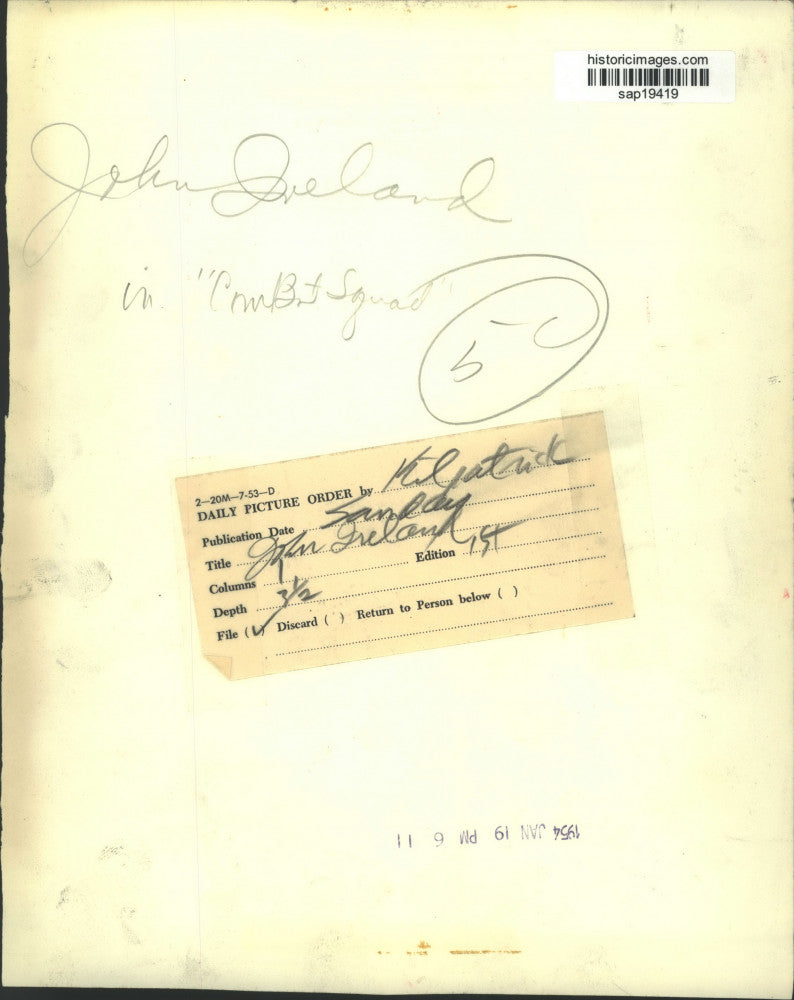 historicimages.com
sap19419
John Ireland
in "ComBat Squad"
5-C
2—20M—7-53—D
DAILY PICTURE ORDER by Kilpatrick
Publication Date Sunday
Title John Ireland
Columns 1 Edition 1st
Depth 3 1/2
File (✓) Discard ( ) Return to Person below ( )
1954 JAN 19 PM 6 11